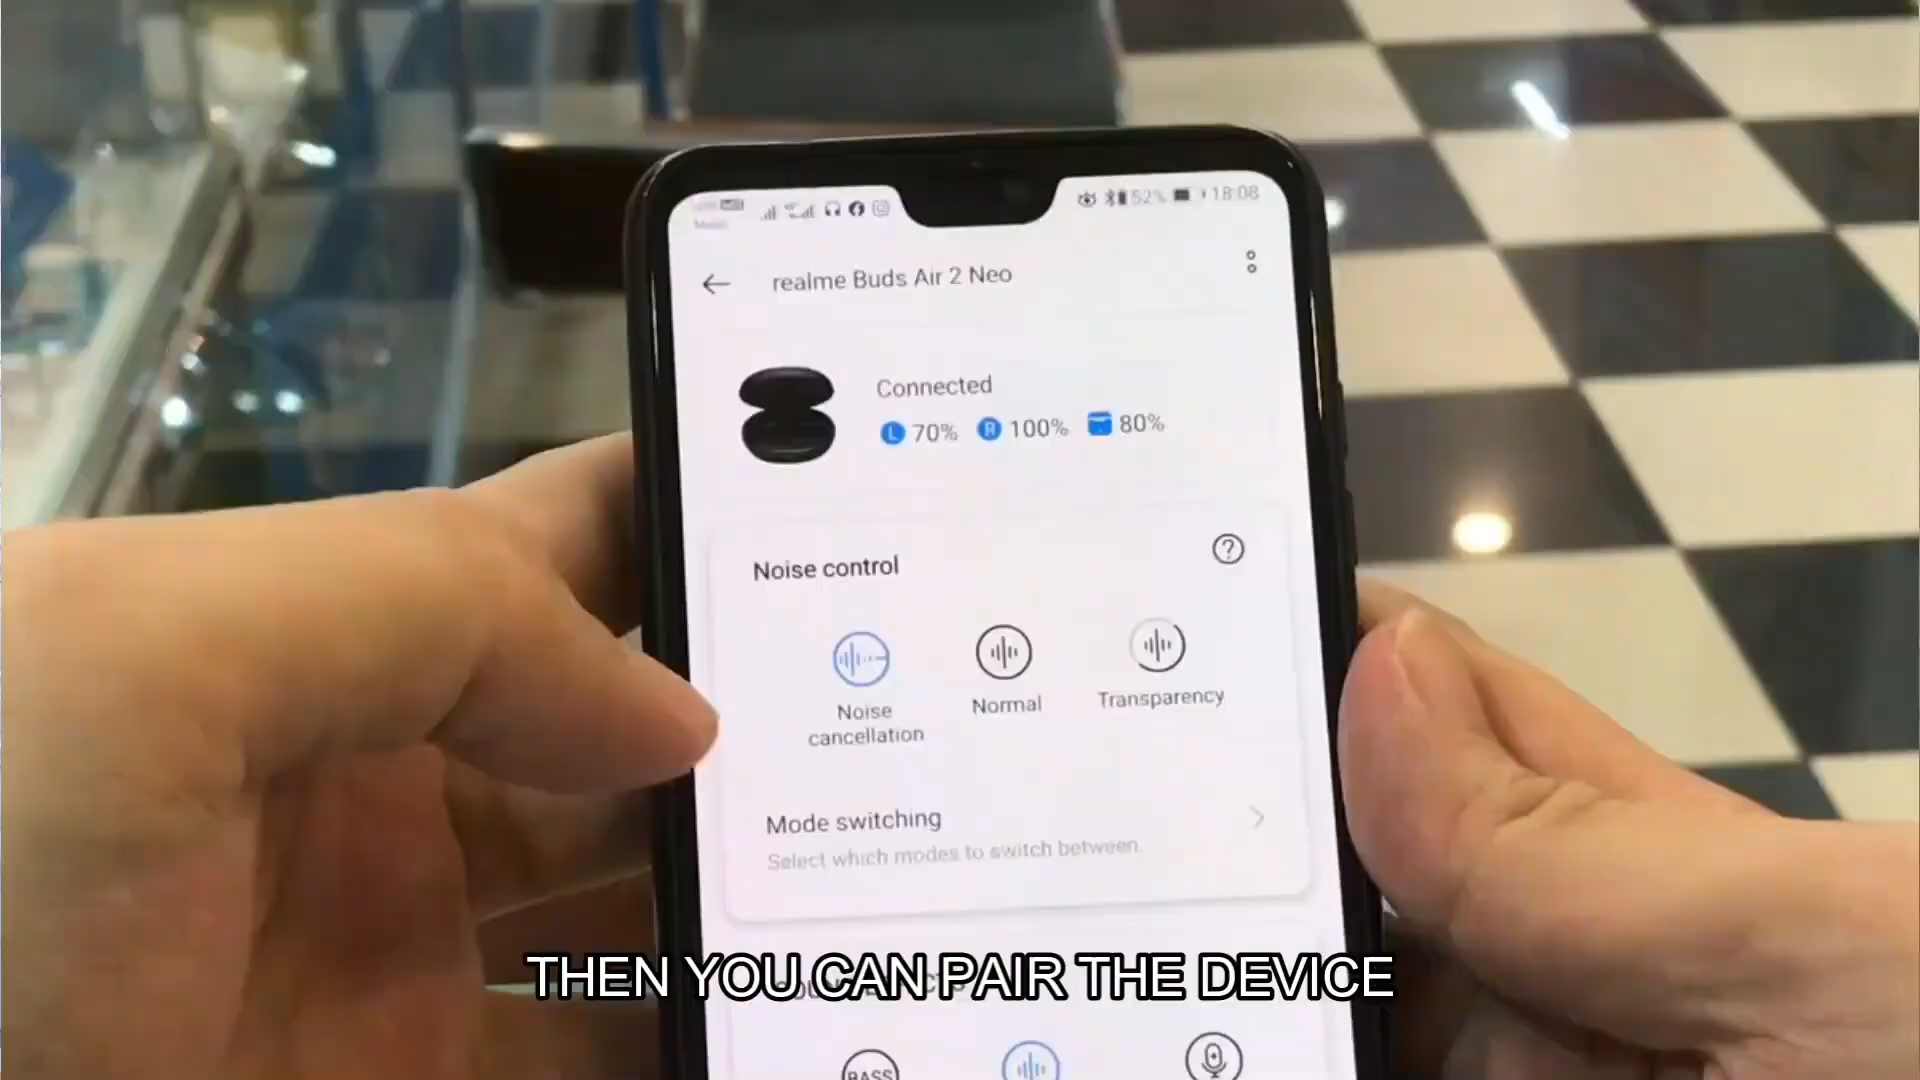 52% 18:08
realme Buds Air 2 Neo
Connected
L 70% R 100% 80%
Noise control
?
Noise cancellation
Normal
Transparency
Mode switching
Select which modes to switch between.
THEN YOU CAN PAIR THE DEVICE
BASS